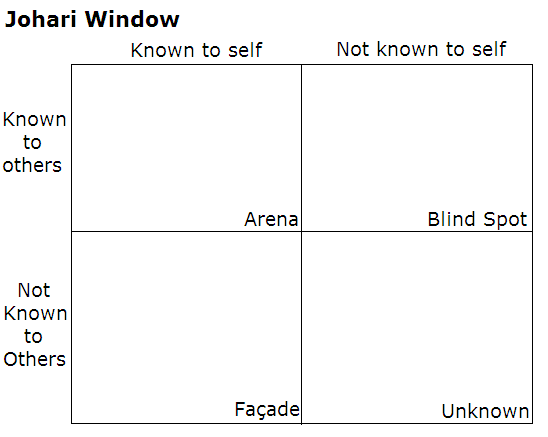 Johari Window
Known to self
Not known to self
Known
to
others
Arena
Blind Spot
Not
Known
to
Others
Façade
Unknown